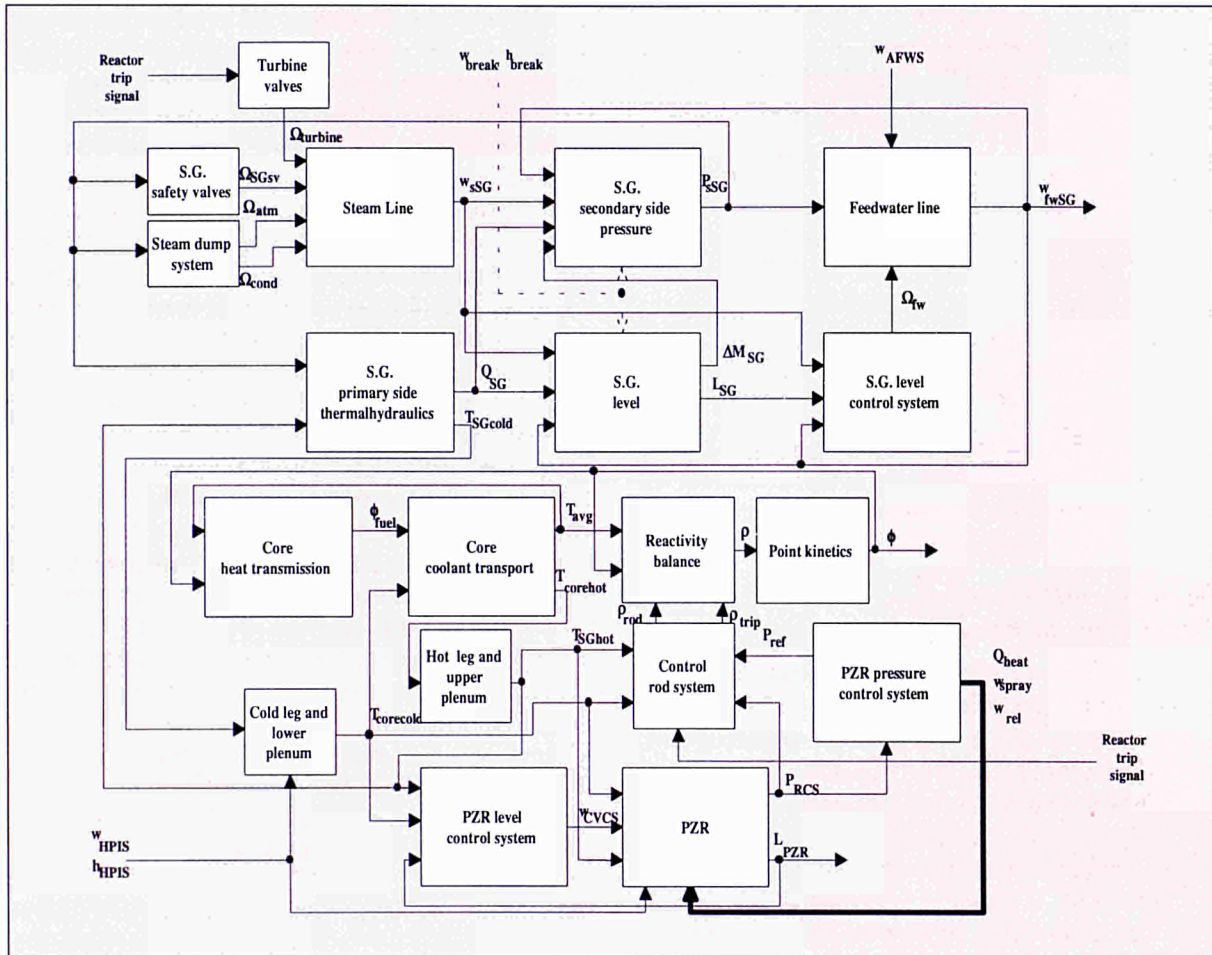 w break h break
w AFWS
Reactor
trip
signal
Turbine
valves
Ω turbine
S.G.
safety valves
Ω SGsv
Ω atm
Steam dump
system
Ω cond
Steam Line
w sSG
S.G.
secondary side
pressure
P sSG
Feedwater line
w fwSG
Ω fw
S.G.
primary side
thermalhydraulics
Q SG
T SGcold
S.G.
level
ΔM SG
L SG
S.G. level
control system
Core
heat transmission
ϕ fuel
Core
coolant transport
T avg
T corehot
Reactivity
balance
ρ
Point kinetics
ϕ
ρ rod
ρ trip
Hot leg and
upper
plenum
T SGhot
Control
rod system
P ref
PZR pressure
control system
Q heat
w spray
w rel
Cold leg and
lower
plenum
T corecold
Reactor
trip
signal
PZR level
control system
w CVCS
PZR
P RCS
L PZR
w HPIS
h HPIS